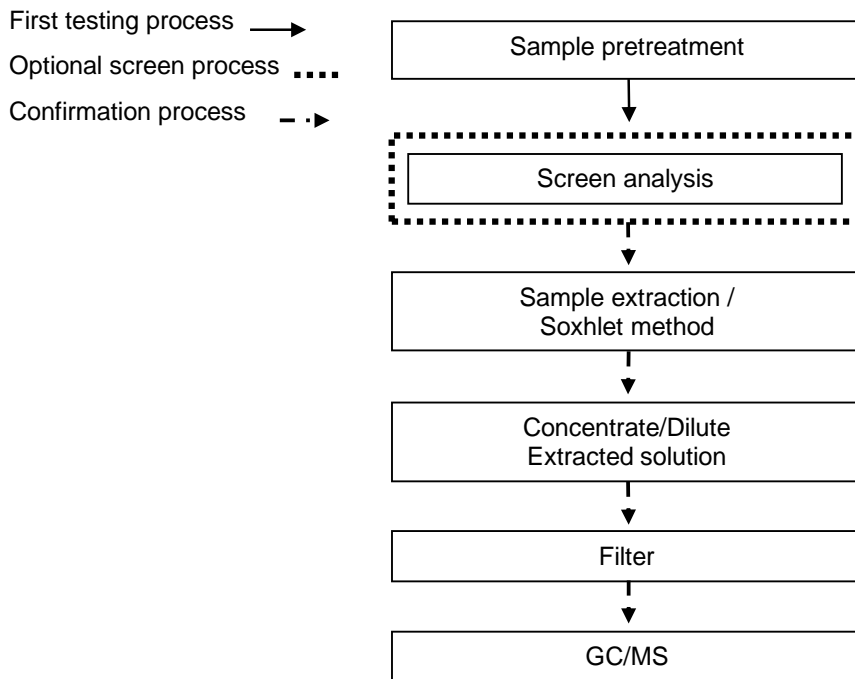 First testing process
Optional screen process
Confirmation process
Sample pretreatment
Screen analysis
Sample extraction /
Soxhlet method
Concentrate/Dilute
Extracted solution
Filter
GC/MS